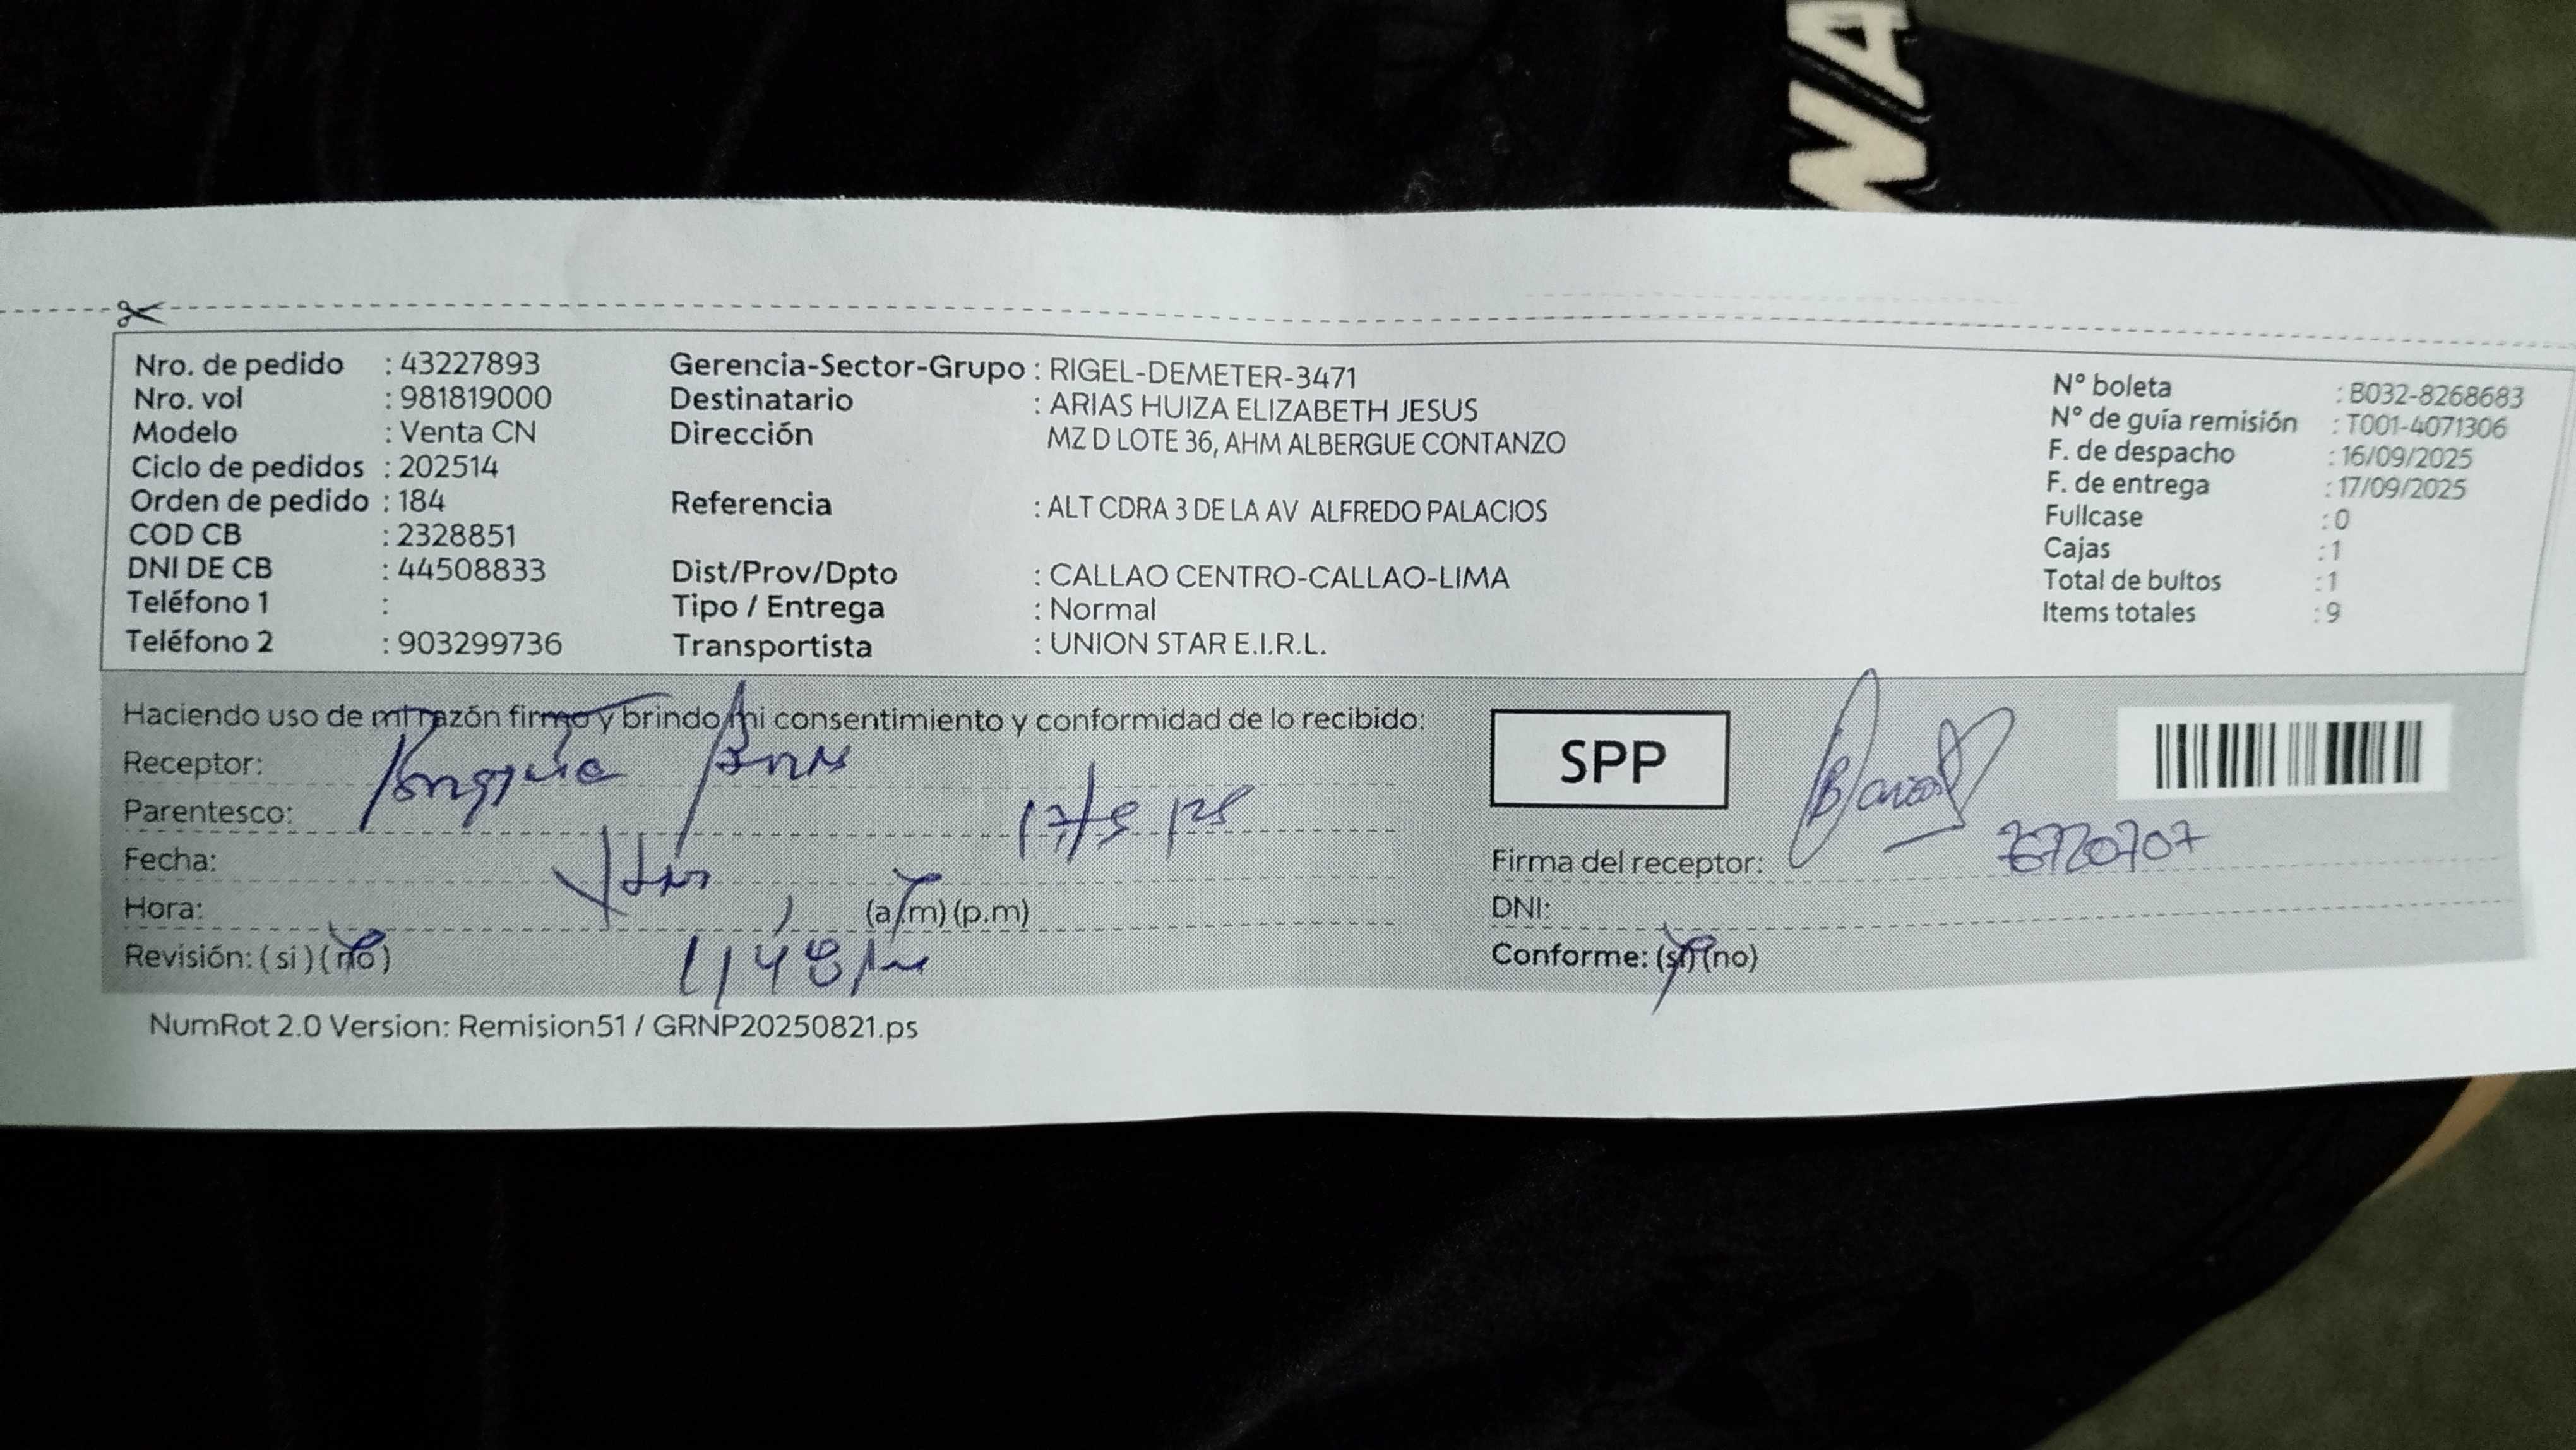 NA
Nro. de pedido : 43227893
Nro. vol : 981819000
Modelo : Venta CN
Ciclo de pedidos : 202514
Orden de pedido : 184
COD CB : 2328851
DNI DE CB : 44508833
Teléfono 1 :
Teléfono 2 : 903299736
Gerencia-Sector-Grupo : RIGEL-DEMETER-3471
Destinatario : ARIAS HUIZA ELIZABETH JESUS
Dirección MZ D LOTE 36, AHM ALBERGUE CONTANZO
Referencia : ALT CDRA 3 DE LA AV ALFREDO PALACIOS
Dist/Prov/Dpto : CALLAO CENTRO-CALLAO-LIMA
Tipo / Entrega : Normal
Transportista : UNION STAR E.I.R.L.
N° boleta : B032-8268683
N° de guía remisión : T001-4071306
F. de despacho : 16/09/2025
F. de entrega : 17/09/2025
Fullcase : 0
Cajas : 1
Total de bultos : 1
Items totales : 9
Haciendo uso de mi razón firmo y brindo mi consentimiento y conformidad de lo recibido:
Receptor:
Parentesco:
17/9/25
Fecha:
Hora: (a.m) (p.m)
Revisión: (si) (no)
SPP
Firma del receptor:
DNI:
Conforme: (si) (no)
NumRot 2.0 Version: Remision51 / GRNP20250821.ps